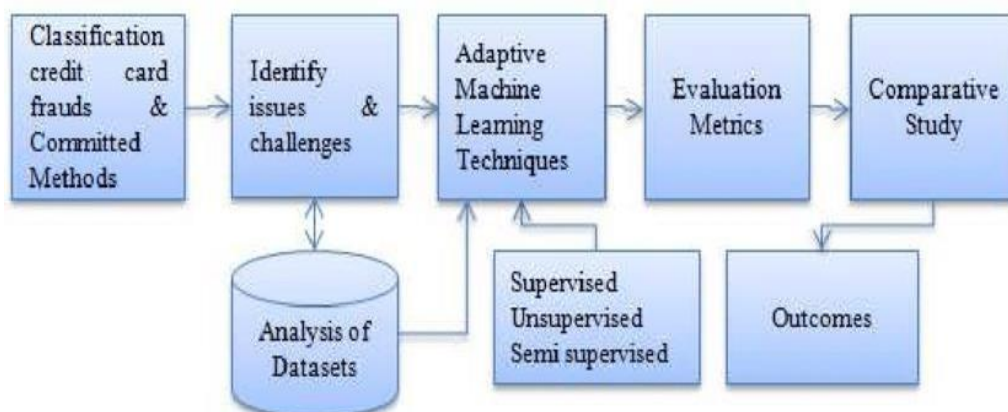 Classification
credit card
frauds &
Committed
Methods
Identify
issues &
challenges
Adaptive
Machine
Learning
Techniques
Evaluation
Metrics
Comparative
Study
Analysis of
Datasets
Supervised
Unsupervised
Semi supervised
Outcomes